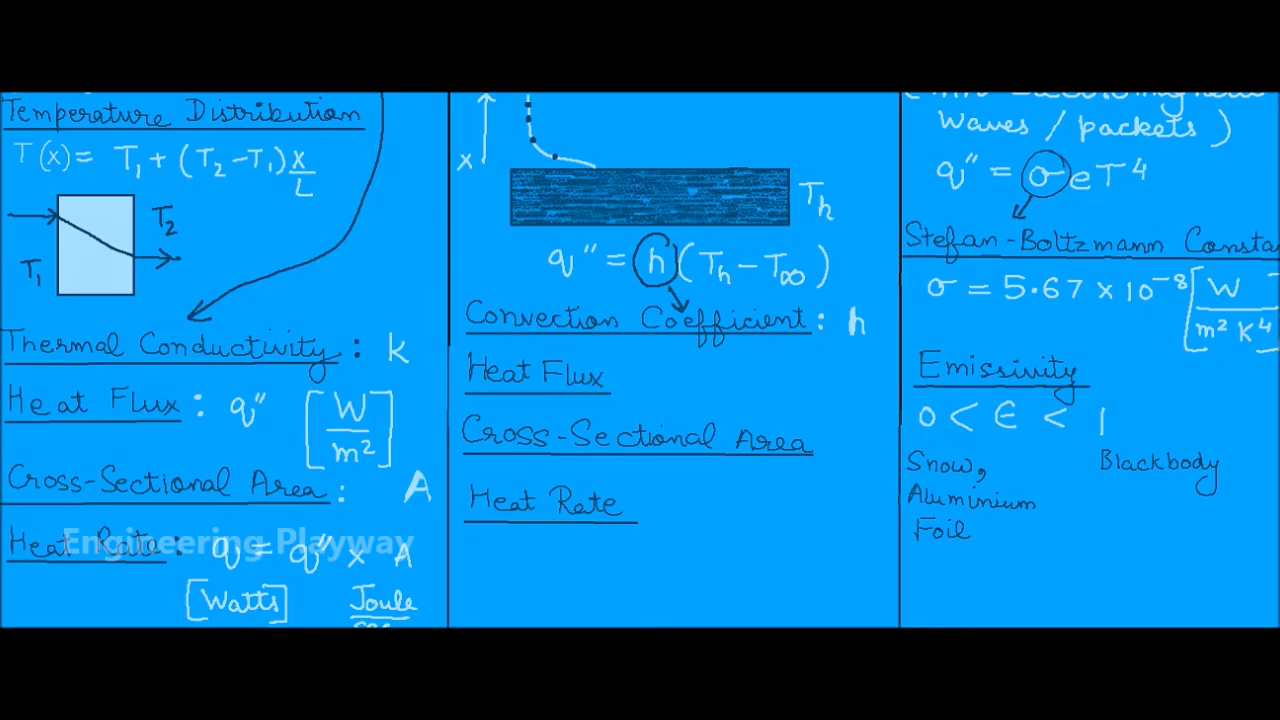 Temperature Distribution
T(x) = T₁ + (T₂ - T₁) x/L
T₂
T₁
Thermal Conductivity : k
Heat Flux : q" [W/m²]
Cross-Sectional Area : A
Heat Rate : q = q" x A
Engineering Playway
[Watts] Joule
x
Th
q" = h (Th - T∞)
Convection Coefficient : h
Heat Flux
Cross-Sectional Area
Heat Rate
waves / packets )
q" = σ e T⁴
Stefan-Boltzmann Consta
σ = 5.67 x 10⁻⁸ [W/m² K⁴]
Emissivity
0 < ϵ < 1
Snow, Blackbody
Aluminium
Foil